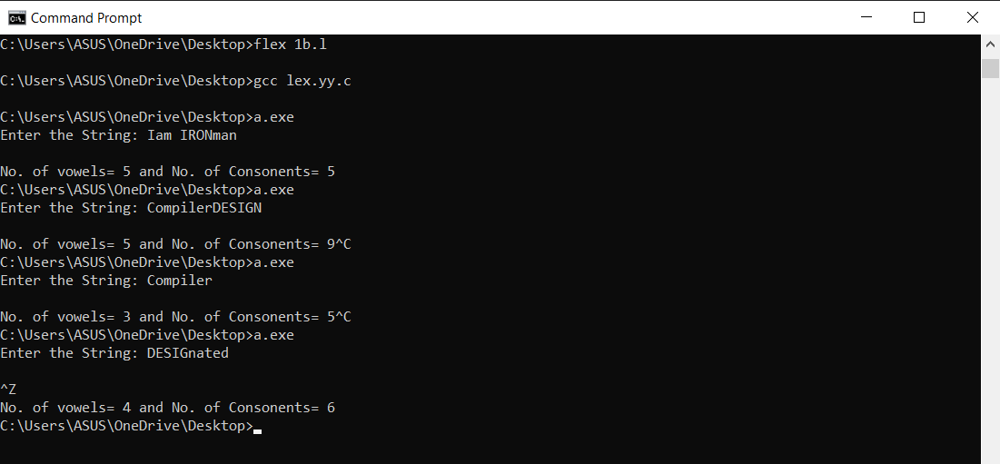 Command Prompt
C:\Users\ASUS\OneDrive\Desktop>flex 1b.l
C:\Users\ASUS\OneDrive\Desktop>gcc lex.yy.c
C:\Users\ASUS\OneDrive\Desktop>a.exe
Enter the String: Iam IRONman
No. of vowels= 5 and No. of Consonents= 5
C:\Users\ASUS\OneDrive\Desktop>a.exe
Enter the String: CompilerDESIGN
No. of vowels= 5 and No. of Consonents= 9^C
C:\Users\ASUS\OneDrive\Desktop>a.exe
Enter the String: Compiler
No. of vowels= 3 and No. of Consonents= 5^C
C:\Users\ASUS\OneDrive\Desktop>a.exe
Enter the String: DESIGnated
^Z
No. of vowels= 4 and No. of Consonents= 6
C:\Users\ASUS\OneDrive\Desktop>